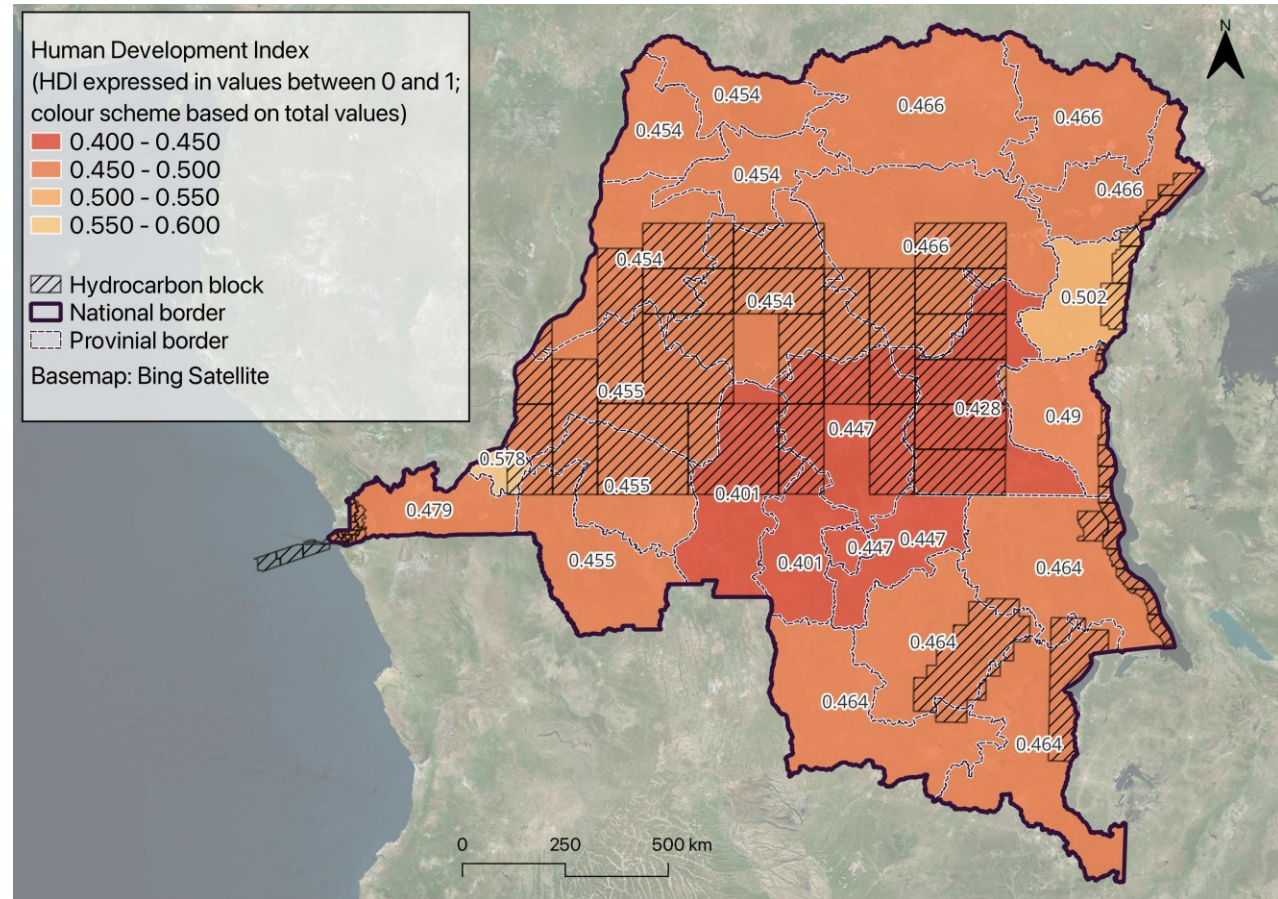 Human Development Index
(HDI expressed in values between 0 and 1;
colour scheme based on total values)
0.400 - 0.450
0.450 - 0.500
0.500 - 0.550
0.550 - 0.600
Hydrocarbon block
National border
Provinial border
Basemap: Bing Satellite
N
0.454
0.466
0.454
0.466
0.454
0.466
0.454
0.466
0.454
0.502
0.455
0.428
0.49
0.447
0.578
0.455
0.401
0.479
0.455
0.401
0.447
0.447
0.464
0.464
0.464
0.464
0
250
500 km